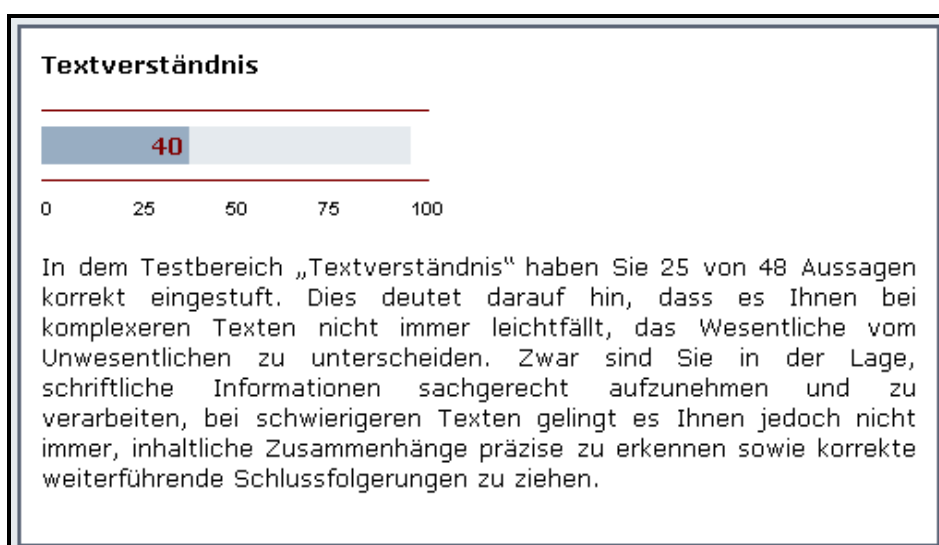 Textverständnis
40
0 25 50 75 100
In dem Testbereich „Textverständnis“ haben Sie 25 von 48 Aussagen
korrekt eingestuft. Dies deutet darauf hin, dass es Ihnen bei
komplexeren Texten nicht immer leichtfällt, das Wesentliche vom
Unwesentlichen zu unterscheiden. Zwar sind Sie in der Lage,
schriftliche Informationen sachgerecht aufzunehmen und zu
verarbeiten, bei schwierigeren Texten gelingt es Ihnen jedoch nicht
immer, inhaltliche Zusammenhänge präzise zu erkennen sowie korrekte
weiterführende Schlussfolgerungen zu ziehen.